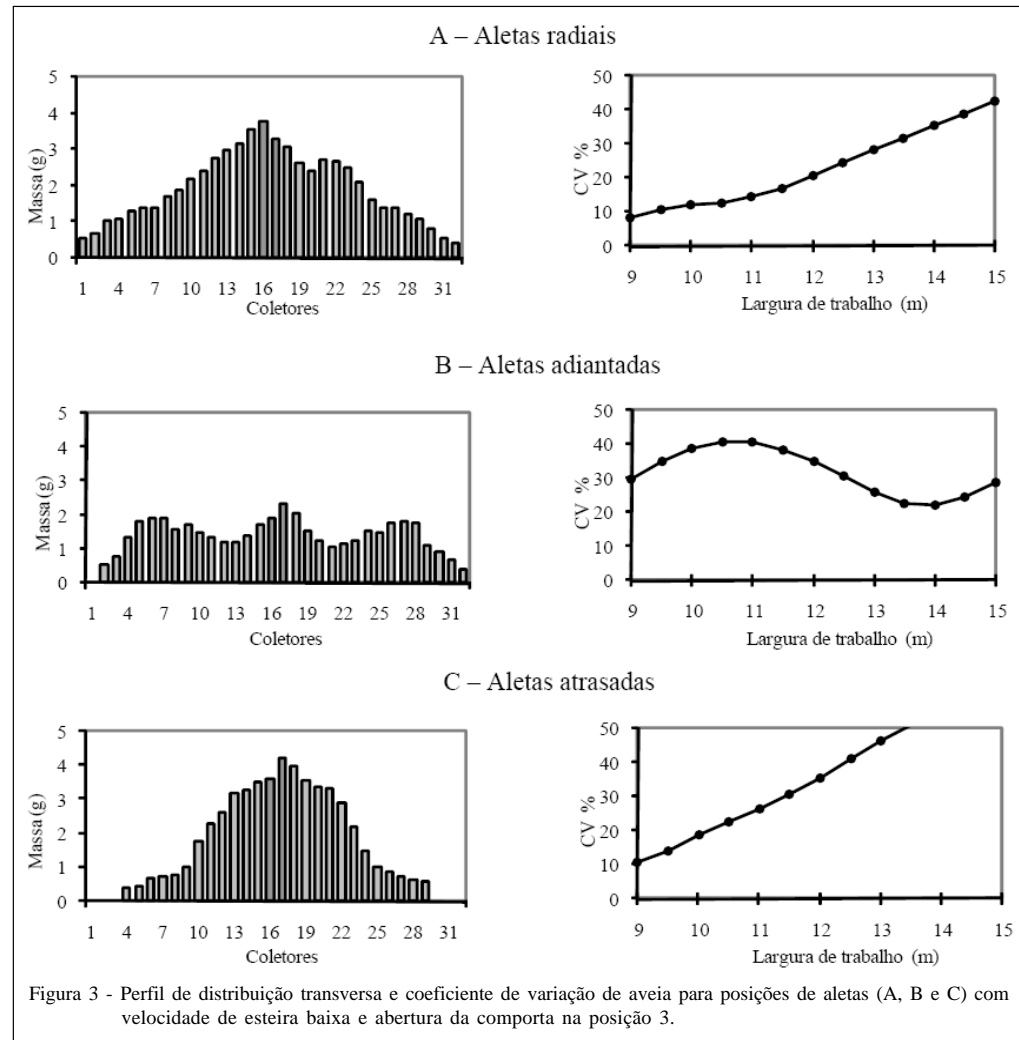 A – Aletas radiais
5
4
3
2
1
0
Massa (g)
1 4 7 10 13 16 19 22 25 28 31
Coletores
50
40
30
20
10
0
CV %
9 10 11 12 13 14 15
Largura de trabalho (m)
B – Aletas adiantadas
5
4
3
2
1
0
Massa (g)
1 4 7 10 13 16 19 22 25 28 31
Coletores
50
40
30
20
10
0
CV %
9 10 11 12 13 14 15
Largura de trabalho (m)
C – Aletas atrasadas
5
4
3
2
1
0
Massa (g)
1 4 7 10 13 16 19 22 25 28 31
Coletores
50
40
30
20
10
0
CV %
9 10 11 12 13 14 15
Largura de trabalho (m)
Figura 3 - Perfil de distribuição transversa e coeficiente de variação de aveia para posições de aletas (A, B e C) com
velocidade de esteira baixa e abertura da comporta na posição 3.